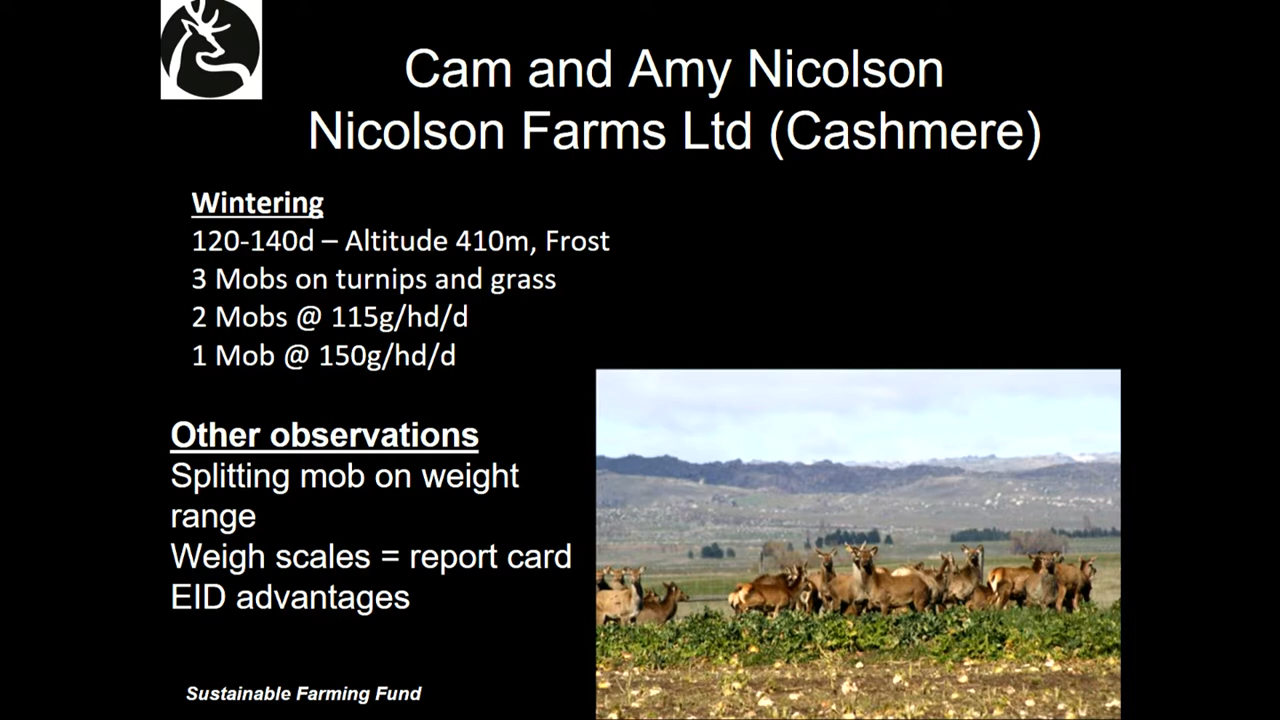 Cam and Amy Nicolson
Nicolson Farms Ltd (Cashmere)
Wintering
120-140d – Altitude 410m, Frost
3 Mobs on turnips and grass
2 Mobs @ 115g/hd/d
1 Mob @ 150g/hd/d
Other observations
Splitting mob on weight
range
Weigh scales = report card
EID advantages
Sustainable Farming Fund